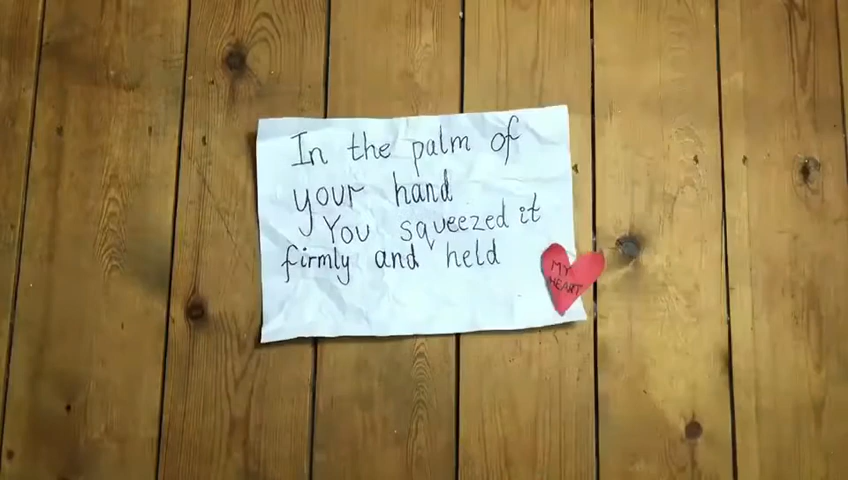 In the palm of
your hand
You squeezed it
firmly and held
MY
HEART